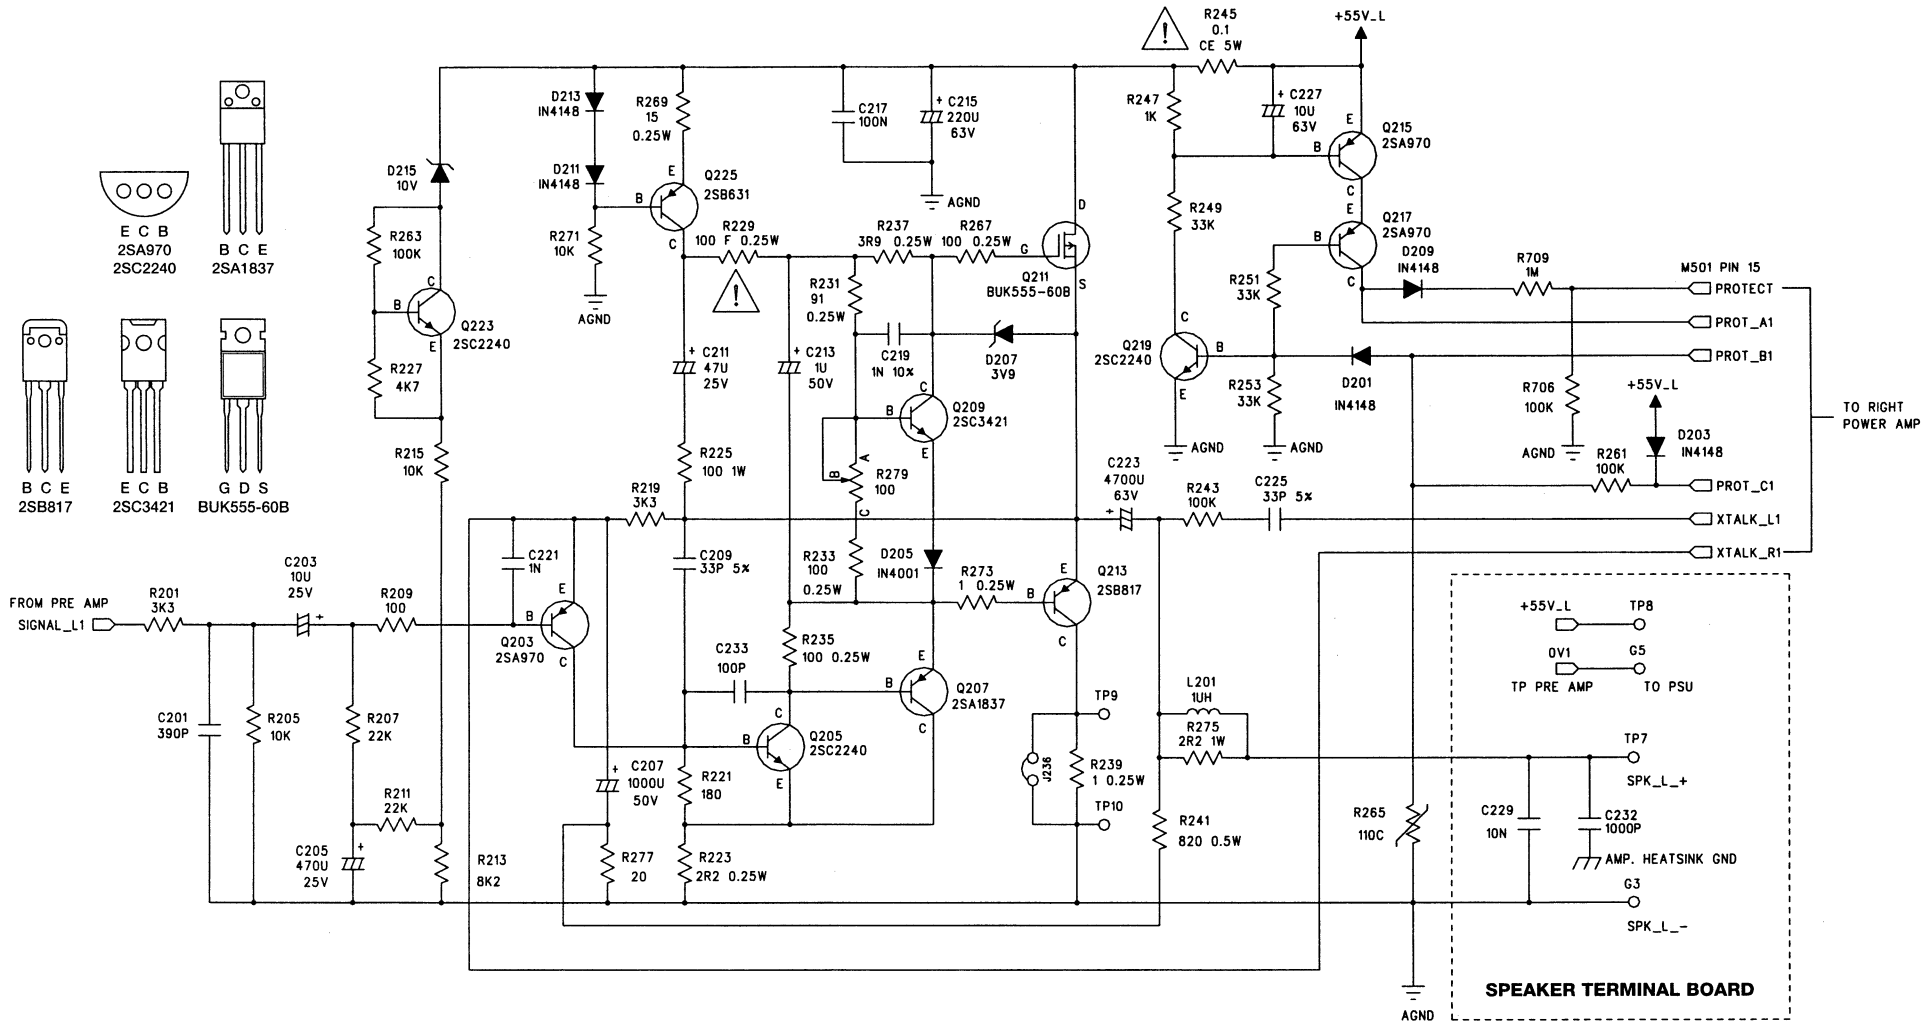 R245
0.1
CE 5W
+55V_L
D213
IN4148
R269
15
0.25W
C217
100N
+ C215
220U
63V
R247
1K
+ C227
10U
63V
E
Q215
2SA970
B
C
D215
10V
D211
IN4148
E
B
Q225
2SB631
C
AGND
E C B
2SA970
2SC2240
B C E
2SA1837
R263
100K
R271
10K
AGND
R229
100 F 0.25W
R237
3R9 0.25W
R267
100 0.25W
D
G
Q211
BUK555-60B
S
R249
33K
E
Q217
2SA970
B
C
D209
IN4148
R709
1M
M501 PIN 15
PROTECT
R251
33K
R231
91
0.25W
C
B
Q223
2SC2240
E
PROT_A1
C
Q219
2SC2240
B
E
+ C211
47U
25V
+ C213
1U
50V
C219
1N 10%
D207
3V9
PROT_B1
R227
4K7
R253
33K
D201
IN4148
R706
100K
+55V_L
TO RIGHT
POWER AMP
C
B
Q209
2SC3421
E
AGND
AGND
AGND
D203
IN4148
R215
10K
R225
100 1W
A
B
R279
100
C
R261
100K
PROT_C1
B C E
2SB817
E C B
2SC3421
G D S
BUK555-60B
R219
3K3
C223
4700U
63V
+
R243
100K
C225
33P 5%
XTALK_L1
XTALK_R1
C203
10U
25V
+
C221
1N
C209
33P 5%
R233
100
0.25W
D205
IN4001
R273
1 0.25W
E
B
Q213
2SB817
C
FROM PRE AMP
SIGNAL_L1
R201
3K3
R209
100
E
B
Q203
2SA970
C
+55V_L
TP8
0V1
G5
TP PRE AMP
TO PSU
C233
100P
R235
100 0.25W
E
B
Q207
2SA1837
C
TP9
L201
1UH
R275
2R2 1W
C201
390P
R205
10K
R207
22K
C
B
Q205
2SC2240
E
J236
R239
1 0.25W
TP10
TP7
SPK_L_+
+
C207
1000U
50V
R221
180
R211
22K
R241
820 0.5W
R265
110C
C229
10N
C232
1000P
AMP. HEATSINK GND
C205
470U
25V
+
R213
8K2
R277
20
R223
2R2 0.25W
G3
SPK_L_-
SPEAKER TERMINAL BOARD
AGND